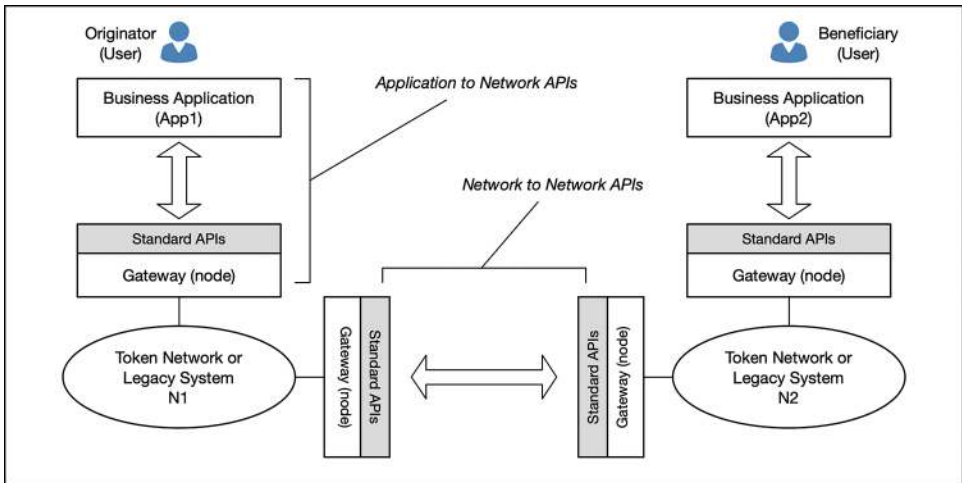 Originator
(User)
Beneficiary
(User)
Business Application
(App1)
Application to Network APIs
Business Application
(App2)
Network to Network APIs
Standard APIs
Gateway (node)
Standard APIs
Gateway (node)
Token Network or
Legacy System
N1
Gateway (node)
Standard APIs
Standard APIs
Gateway (node)
Token Network or
Legacy System
N2